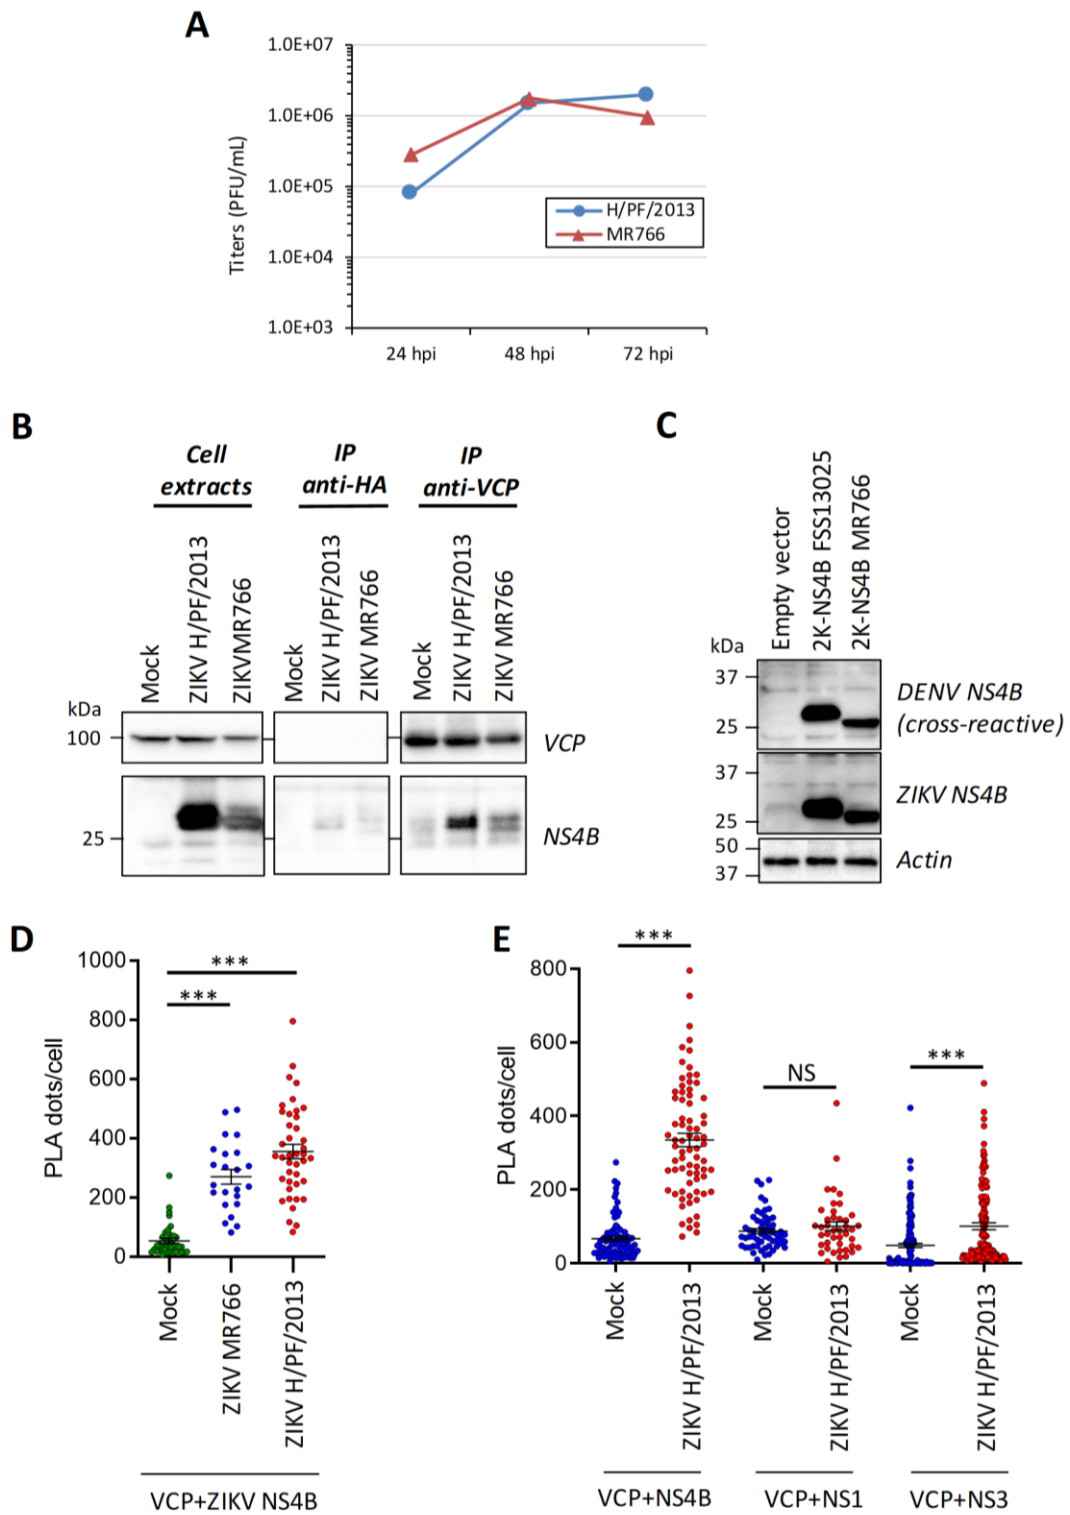 A
1.0E+07
1.0E+06
1.0E+05
1.0E+04
1.0E+03
Titers (PFU/mL)
H/PF/2013
MR766
24 hpi
48 hpi
72 hpi
B
Cell
extracts
IP
anti-HA
IP
anti-VCP
Mock
ZIKV H/PF/2013
ZIKVMR766
Mock
ZIKV H/PF/2013
ZIKV MR766
Mock
ZIKV H/PF/2013
ZIKV MR766
kDa
100
VCP
25
NS4B
C
Empty vector
2K-NS4B FSS13025
2K-NS4B MR766
kDa
37
25
DENV NS4B
(cross-reactive)
37
25
ZIKV NS4B
50
37
Actin
D
1000
800
600
400
200
0
PLA dots/cell
***
***
Mock
ZIKV MR766
ZIKV H/PF/2013
VCP+ZIKV NS4B
E
800
600
400
200
0
PLA dots/cell
***
NS
***
Mock
ZIKV H/PF/2013
Mock
ZIKV H/PF/2013
Mock
ZIKV H/PF/2013
VCP+NS4B
VCP+NS1
VCP+NS3